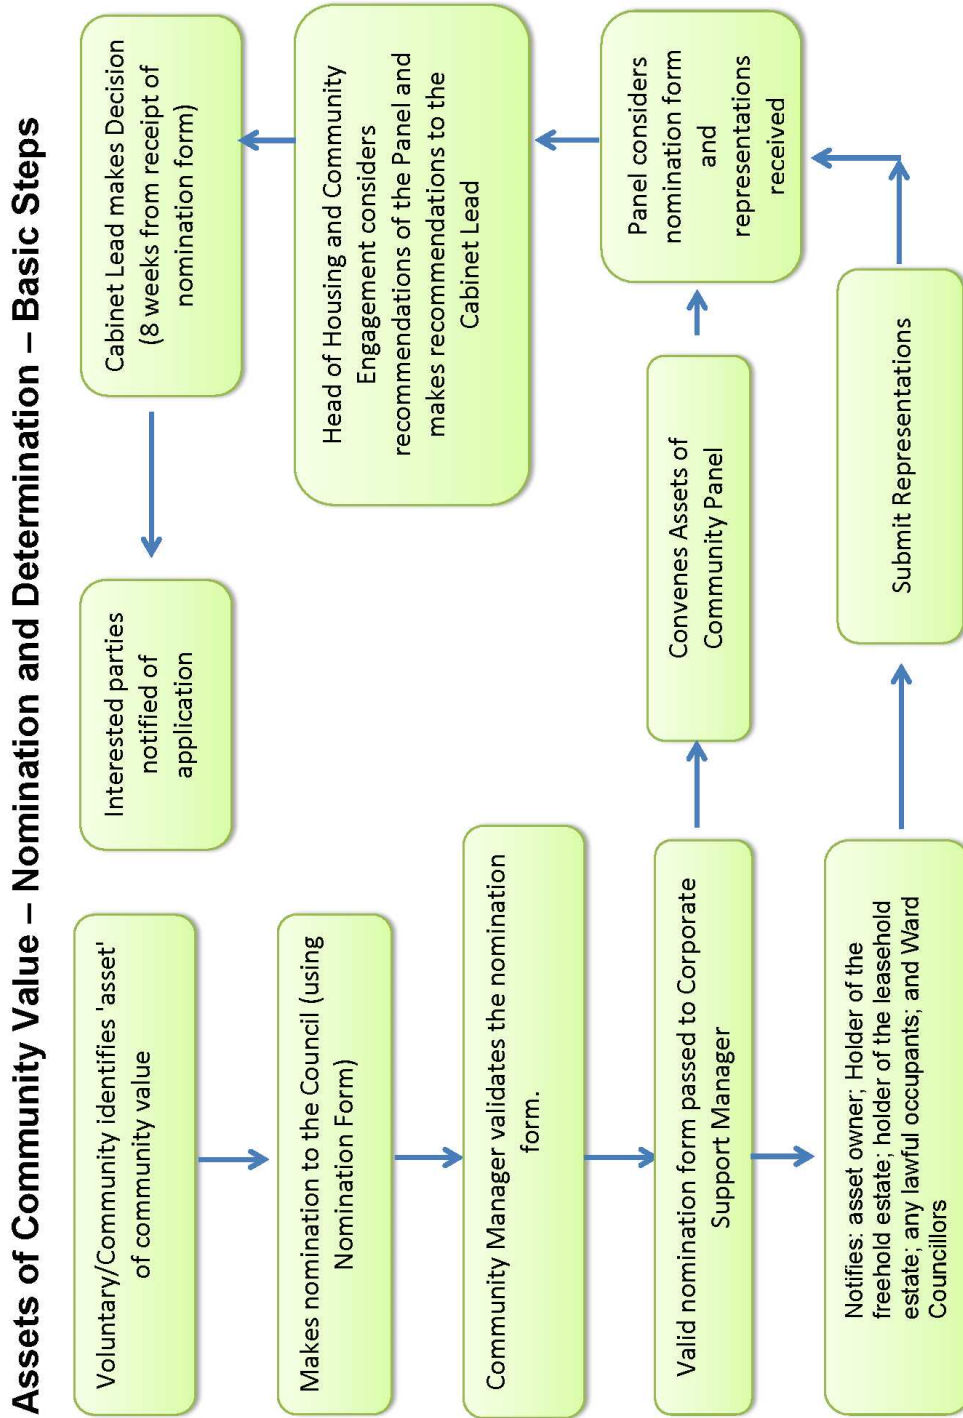 Assets of Community Value – Nomination and Determination – Basic Steps
Voluntary/Community identifies 'asset'
of community value
Makes nomination to the Council (using
Nomination Form)
Community Manager validates the nomination
form.
Valid nomination form passed to Corporate
Support Manager
Notifies: asset owner; Holder of the
freehold estate; holder of the leasehold
estate; any lawful occupants; and Ward
Councillors
Convenes Assets of
Community Panel
Submit Representations
Panel considers
nomination form
and
representations
received
Head of Housing and Community
Engagement considers
recommendations of the Panel and
makes recommendations to the
Cabinet Lead
Cabinet Lead makes Decision
(8 weeks from receipt of
nomination form)
Interested parties
notified of
application